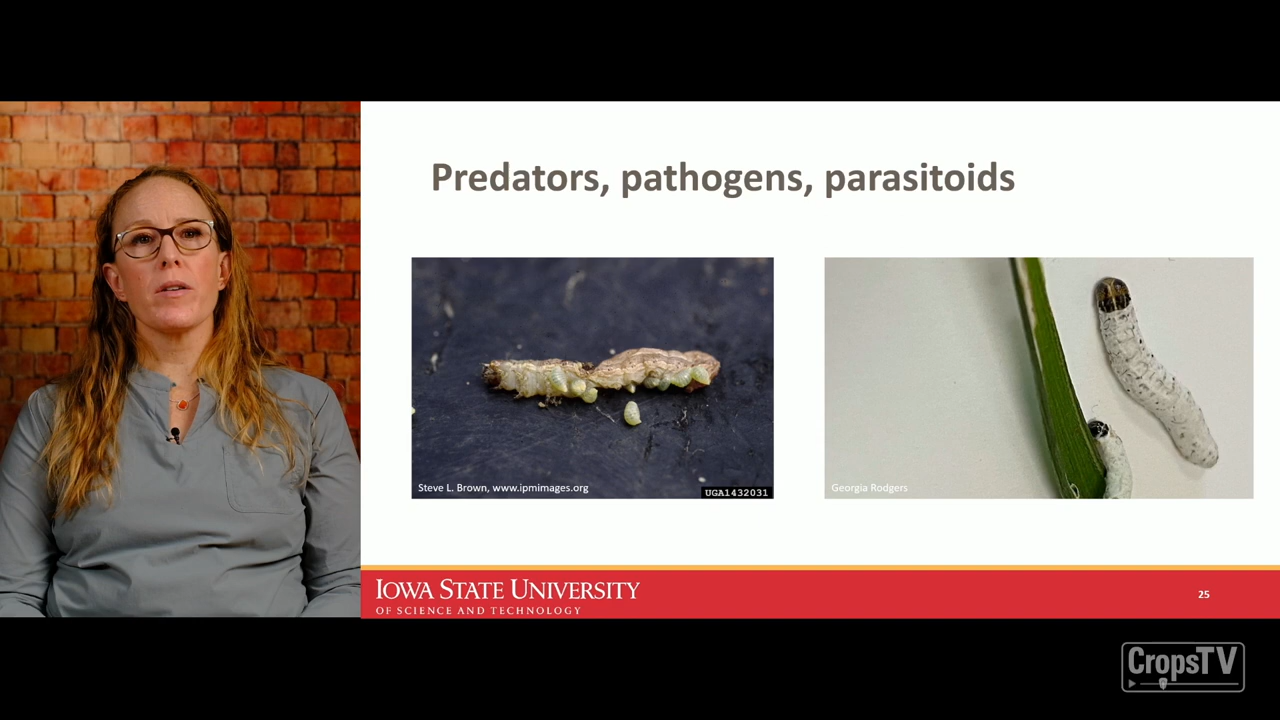 Predators, pathogens, parasitoids
Steve L. Brown, www.ipmimages.org
UGA1432031
Georgia Rodgers
IOWA STATE UNIVERSITY
OF SCIENCE AND TECHNOLOGY
25
CropsTV